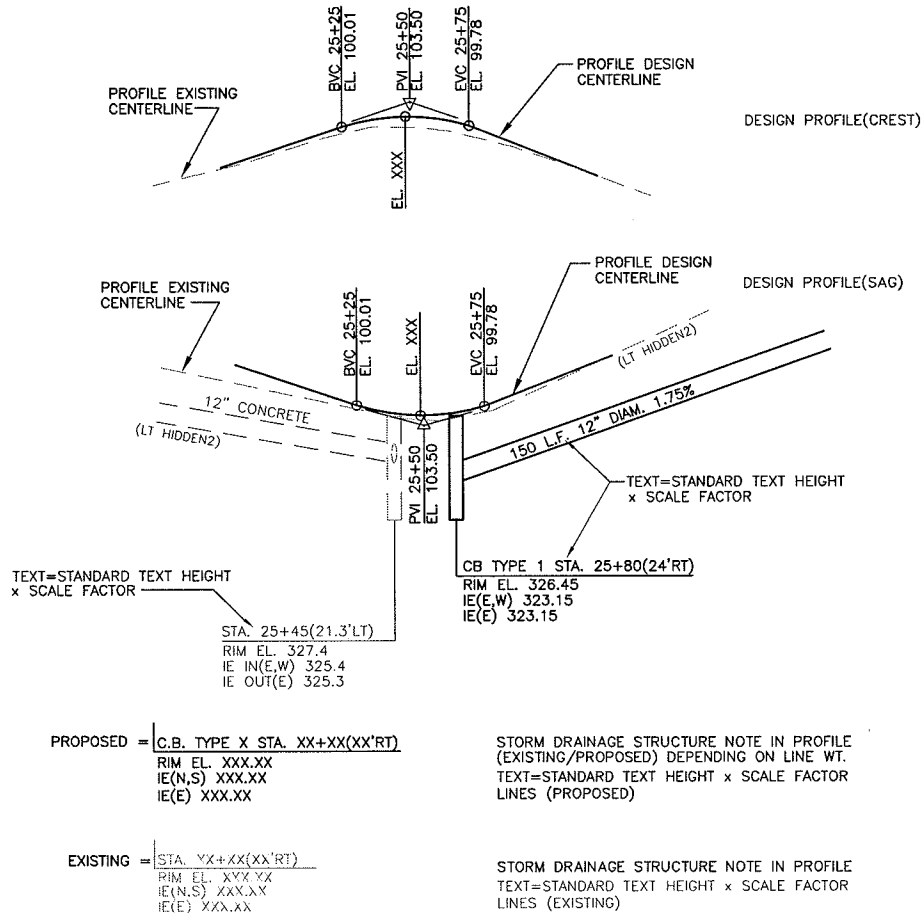 BVC 25+25
EL. 100.01
PVI 25+50
EL. 103.50
EVC 25+75
EL. 99.78
PROFILE EXISTING
CENTERLINE
PROFILE DESIGN
CENTERLINE
DESIGN PROFILE(CREST)
EL. XXX
PROFILE EXISTING
CENTERLINE
BVC 25+25
EL. 100.01
EL. XXX
EVC 25+75
EL. 99.78
PROFILE DESIGN
CENTERLINE
DESIGN PROFILE(SAG)
(LT HIDDEN2)
12" CONCRETE
(LT HIDDEN2)
150 L.F. 12" DIAM. 1.75%
PVI 25+50
EL. 103.50
TEXT=STANDARD TEXT HEIGHT
x SCALE FACTOR
CB TYPE 1 STA. 25+80(24'RT)
RIM EL. 326.45
IE(E,W) 323.15
IE(E) 323.15
TEXT=STANDARD TEXT HEIGHT
x SCALE FACTOR
STA. 25+45(21.3'LT)
RIM EL. 327.4
IE IN(E,W) 325.4
IE OUT(E) 325.3
PROPOSED = C.B. TYPE X STA. XX+XX(XX'RT)
RIM EL. XXX.XX
IE(N,S) XXX.XX
IE(E) XXX.XX
STORM DRAINAGE STRUCTURE NOTE IN PROFILE
(EXISTING/PROPOSED) DEPENDING ON LINE WT.
TEXT=STANDARD TEXT HEIGHT x SCALE FACTOR
LINES (PROPOSED)
EXISTING = STA. XX+XX(XX'RT)
RIM EL. XXX.XX
IE(N,S) XXX.XX
IE(E) XXX.XX
STORM DRAINAGE STRUCTURE NOTE IN PROFILE
TEXT=STANDARD TEXT HEIGHT x SCALE FACTOR
LINES (EXISTING)